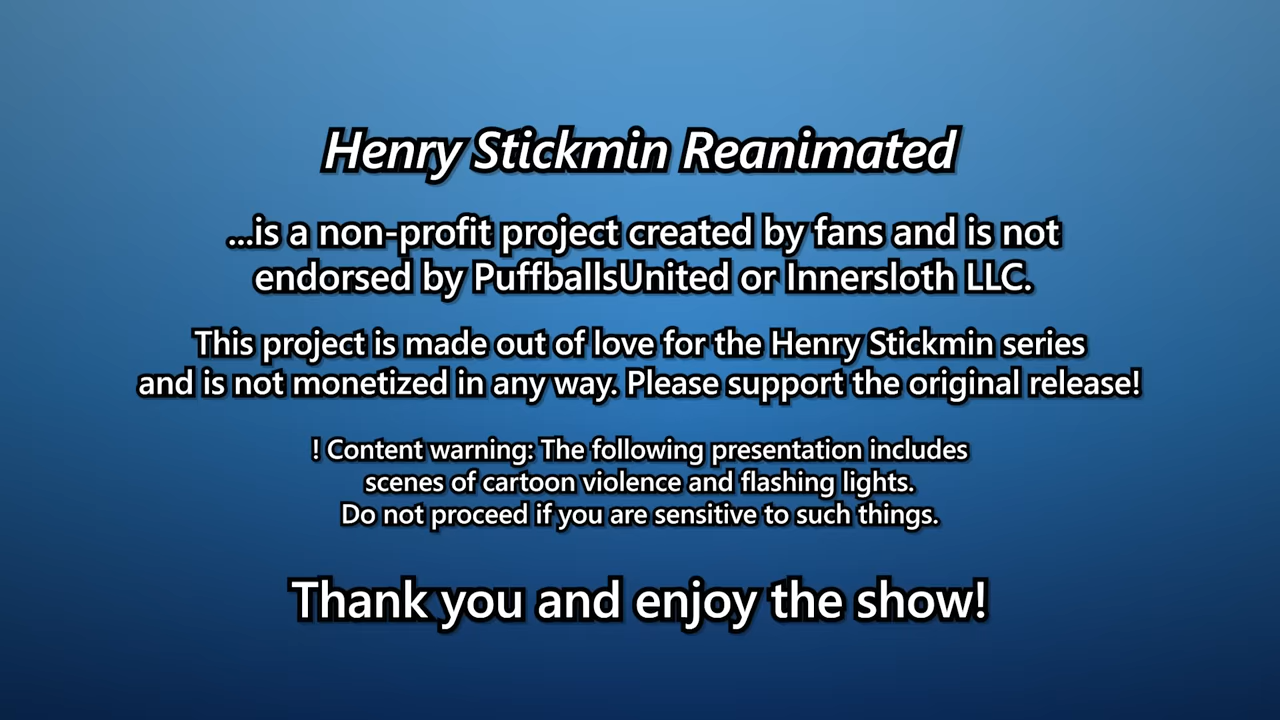 Henry Stickmin Reanimated
...is a non-profit project created by fans and is not
endorsed by PuffballsUnited or Innersloth LLC.
This project is made out of love for the Henry Stickmin series
and is not monetized in any way. Please support the original release!
! Content warning: The following presentation includes
scenes of cartoon violence and flashing lights.
Do not proceed if you are sensitive to such things.
Thank you and enjoy the show!